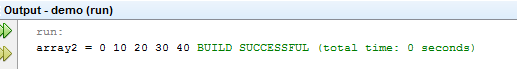 Output - demo (run)
run:
array2 = 0 10 20 30 40 BUILD SUCCESSFUL (total time: 0 seconds)